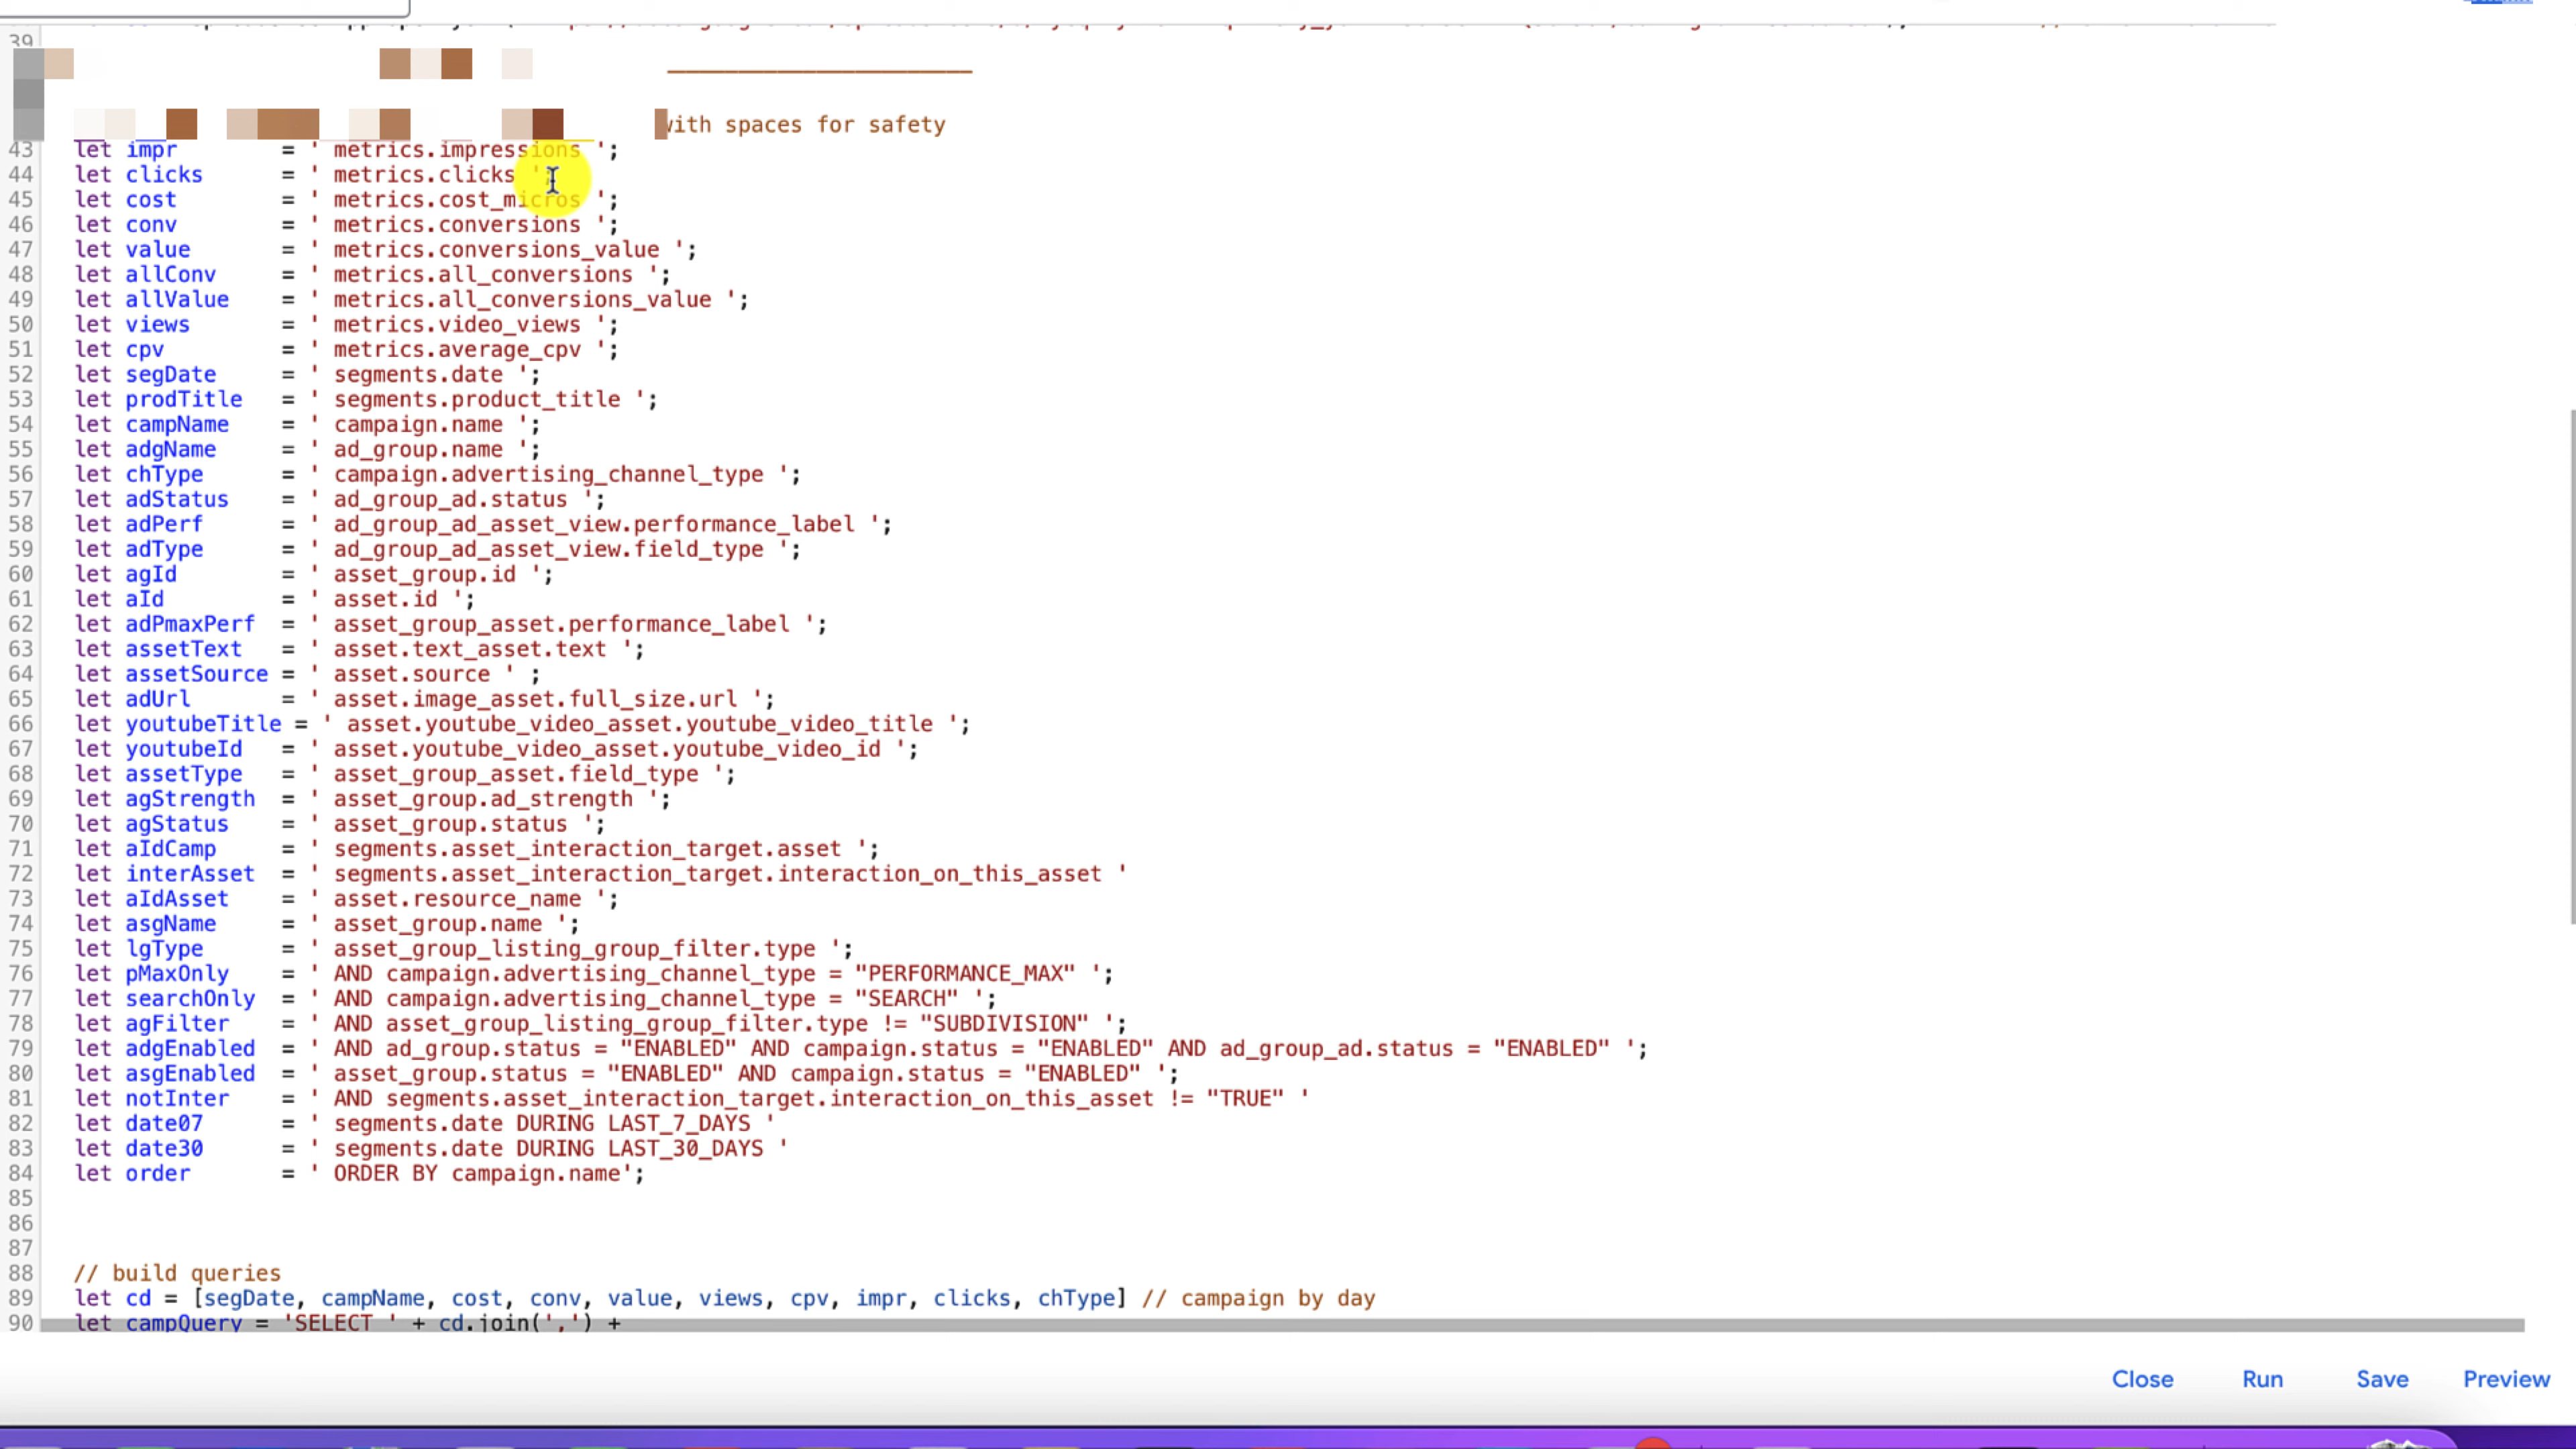 39
with spaces for safety
43 let impr = ' metrics.impressions ';
44 let clicks = ' metrics.clicks ';
45 let cost = ' metrics.cost_micros ';
46 let conv = ' metrics.conversions ';
47 let value = ' metrics.conversions_value ';
48 let allConv = ' metrics.all_conversions ';
49 let allValue = ' metrics.all_conversions_value ';
50 let views = ' metrics.video_views ';
51 let cpv = ' metrics.average_cpv ';
52 let segDate = ' segments.date ';
53 let prodTitle = ' segments.product_title ';
54 let campName = ' campaign.name ';
55 let adgName = ' ad_group.name ';
56 let chType = ' campaign.advertising_channel_type ';
57 let adStatus = ' ad_group_ad.status ';
58 let adPerf = ' ad_group_ad_asset_view.performance_label ';
59 let adType = ' ad_group_ad_asset_view.field_type ';
60 let agId = ' asset_group.id ';
61 let aId = ' asset.id ';
62 let adPmaxPerf = ' asset_group_asset.performance_label ';
63 let assetText = ' asset.text_asset.text ';
64 let assetSource = ' asset.source ' ;
65 let adUrl = ' asset.image_asset.full_size.url ';
66 let youtubeTitle = ' asset.youtube_video_asset.youtube_video_title ';
67 let youtubeId = ' asset.youtube_video_asset.youtube_video_id ';
68 let assetType = ' asset_group_asset.field_type ';
69 let agStrength = ' asset_group.ad_strength ';
70 let agStatus = ' asset_group.status ';
71 let aIdCamp = ' segments.asset_interaction_target.asset ';
72 let interAsset = ' segments.asset_interaction_target.interaction_on_this_asset '
73 let aIdAsset = ' asset.resource_name ';
74 let asgName = ' asset_group.name ';
75 let lgType = ' asset_group_listing_group_filter.type ';
76 let pMaxOnly = ' AND campaign.advertising_channel_type = "PERFORMANCE_MAX" ';
77 let searchOnly = ' AND campaign.advertising_channel_type = "SEARCH" ';
78 let agFilter = ' AND asset_group_listing_group_filter.type != "SUBDIVISION" ';
79 let adgEnabled = ' AND ad_group.status = "ENABLED" AND campaign.status = "ENABLED" AND ad_group_ad.status = "ENABLED" ';
80 let asgEnabled = ' asset_group.status = "ENABLED" AND campaign.status = "ENABLED" ';
81 let notInter = ' AND segments.asset_interaction_target.interaction_on_this_asset != "TRUE" '
82 let date07 = ' segments.date DURING LAST_7_DAYS '
83 let date30 = ' segments.date DURING LAST_30_DAYS '
84 let order = ' ORDER BY campaign.name';
85
86
87
88 // build queries
89 let cd = [segDate, campName, cost, conv, value, views, cpv, impr, clicks, chType] // campaign by day
90 let campQuery = 'SELECT ' + cd.join(',') +
Close Run Save Preview